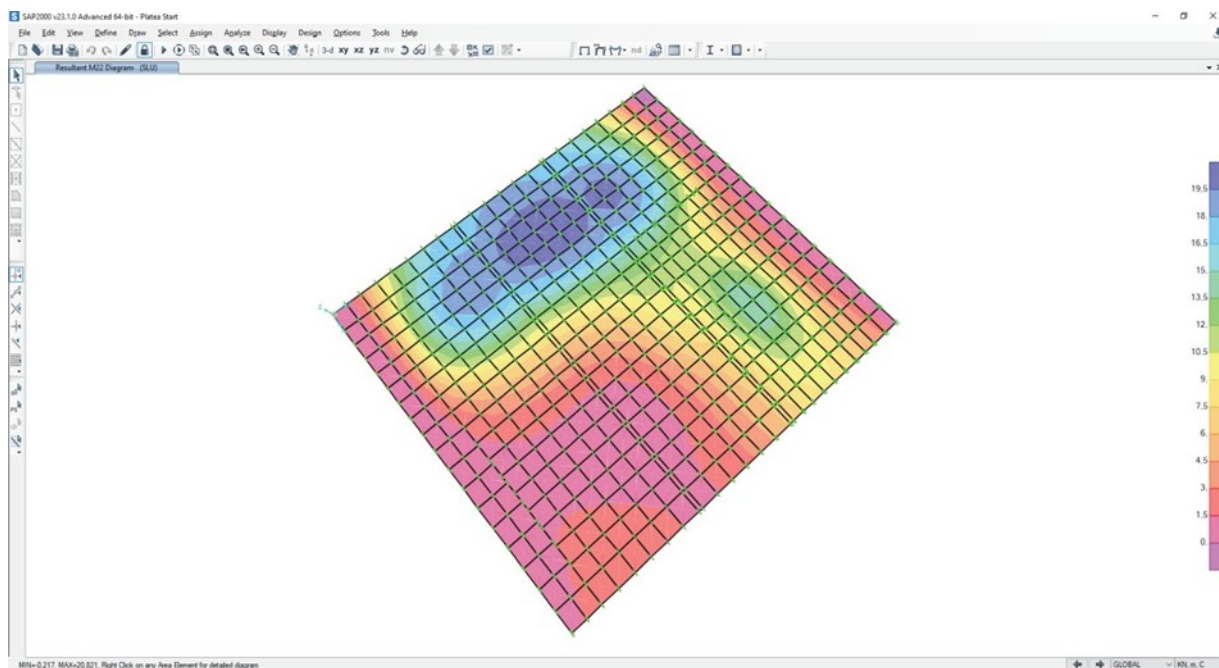 SAP2000 v23.1.0 Advanced 64-bit - Platea Start
File Edit View Define Draw Select Assign Analyze Display Design Options Tools Help
3-d xy xz yz nv
nd
Resultant M22 Diagram (SLU)
19.5
18.
16.5
15.
13.5
12.
10.5
9.
7.5
6.
4.5
3.
1.5
0.
MIN=-0.217, MAX=20.821, Right Click on any Area Element for detailed diagram
GLOBAL
KN, m, C